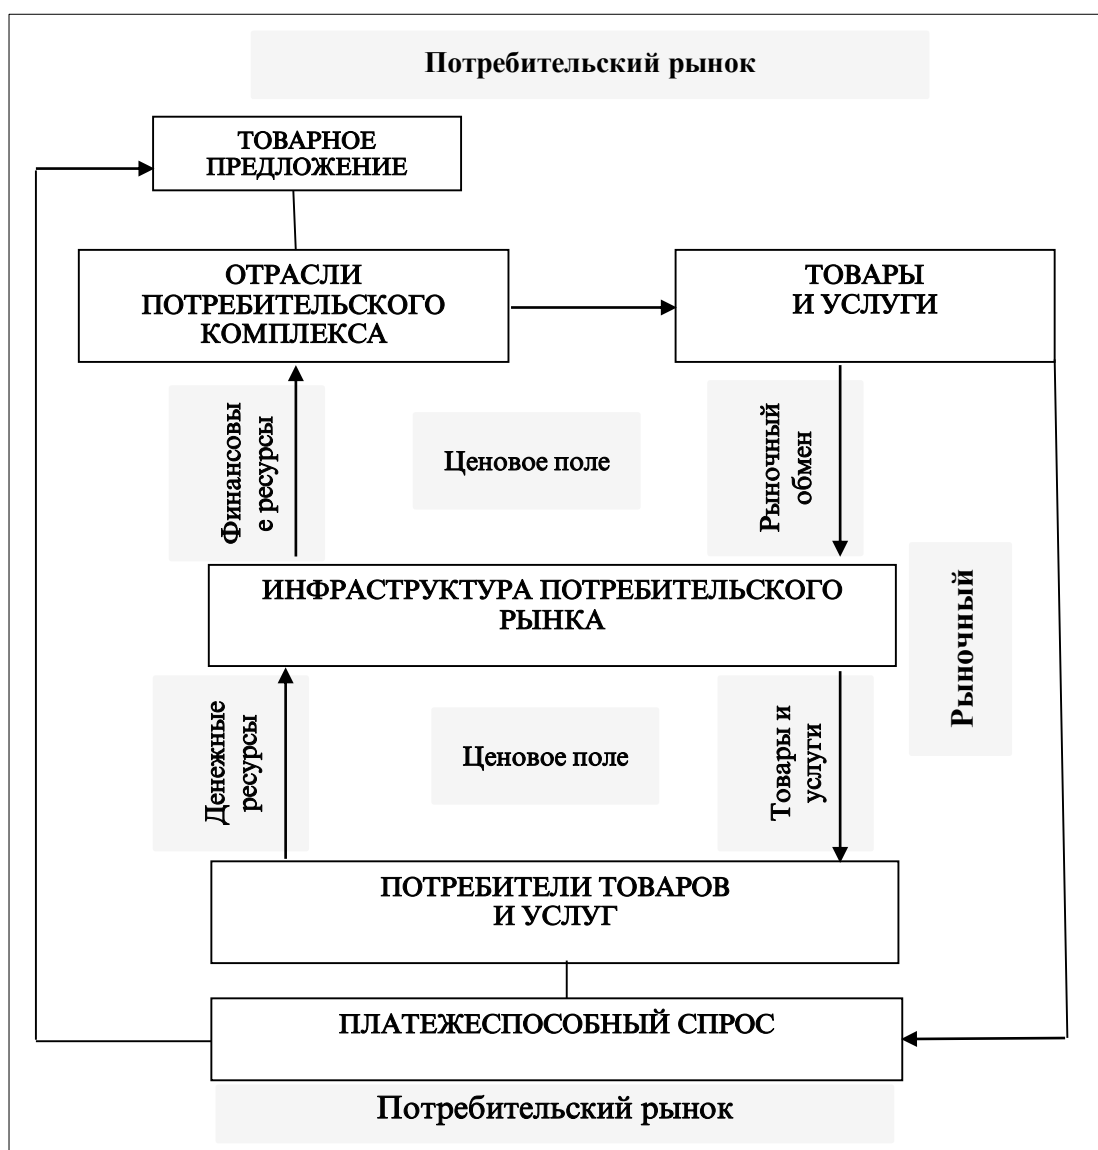 Потребительский рынок
ТОВАРНОЕ
ПРЕДЛОЖЕНИЕ
ОТРАСЛИ
ПОТРЕБИТЕЛЬСКОГО
КОМПЛЕКСА
ТОВАРЫ
И УСЛУГИ
Финансовы
е ресурсы
Ценовое поле
Рыночный
обмен
ИНФРАСТРУКТУРА ПОТРЕБИТЕЛЬСКОГО
РЫНКА
Рыночный
Денежные
ресурсы
Ценовое поле
Товары и
услуги
ПОТРЕБИТЕЛИ ТОВАРОВ
И УСЛУГ
ПЛАТЕЖЕСПОСОБНЫЙ СПРОС
Потребительский рынок